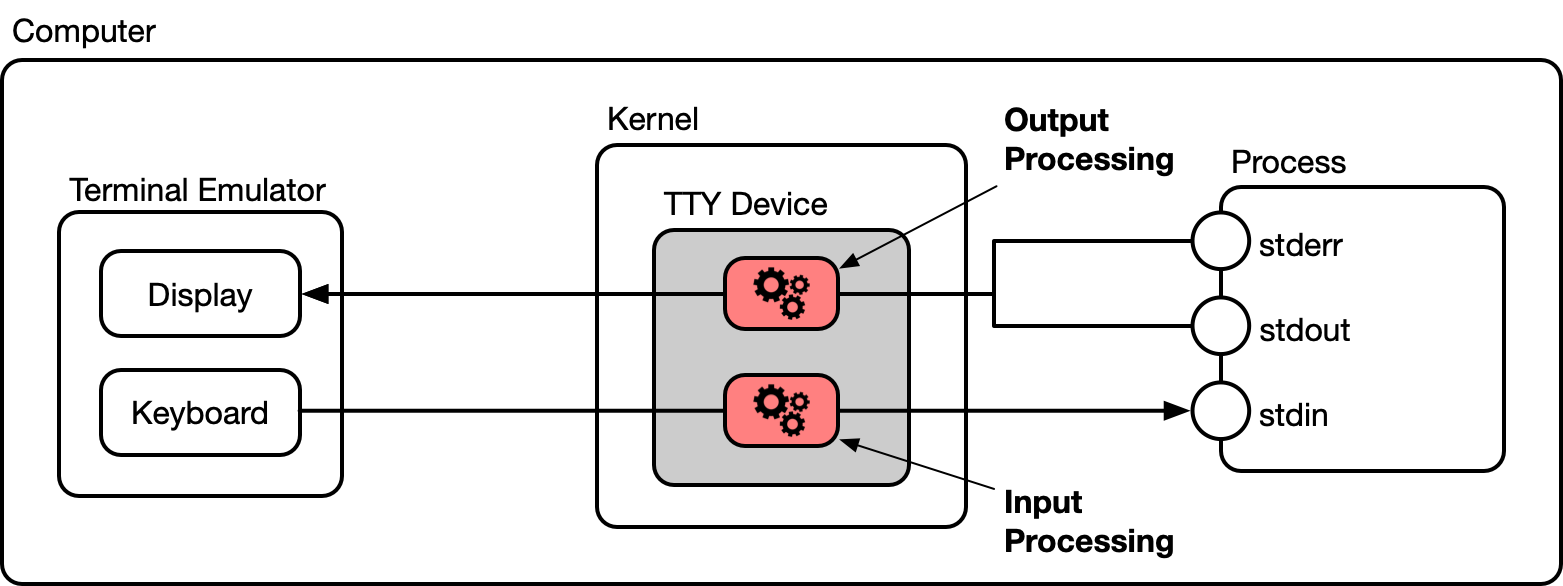 Computer
Kernel
Output
Processing
Process
Terminal Emulator
TTY Device
stderr
Display
stdout
Keyboard
stdin
Input
Processing